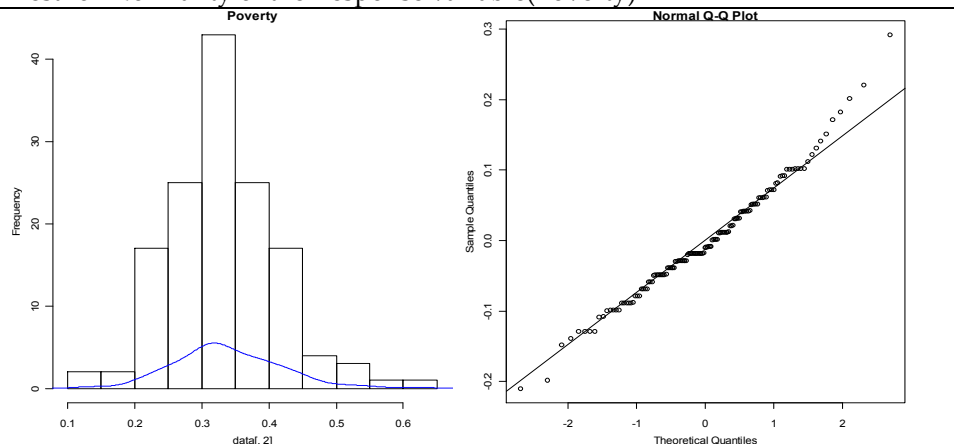 Poverty
40
30
20
10
0
Frequency
0.1 0.2 0.3 0.4 0.5 0.6
data[, 2]
Normal Q-Q Plot
0.3
0.2
0.1
0.0
-0.1
-0.2
Sample Quantiles
-2 -1 0 1 2
Theoretical Quantiles